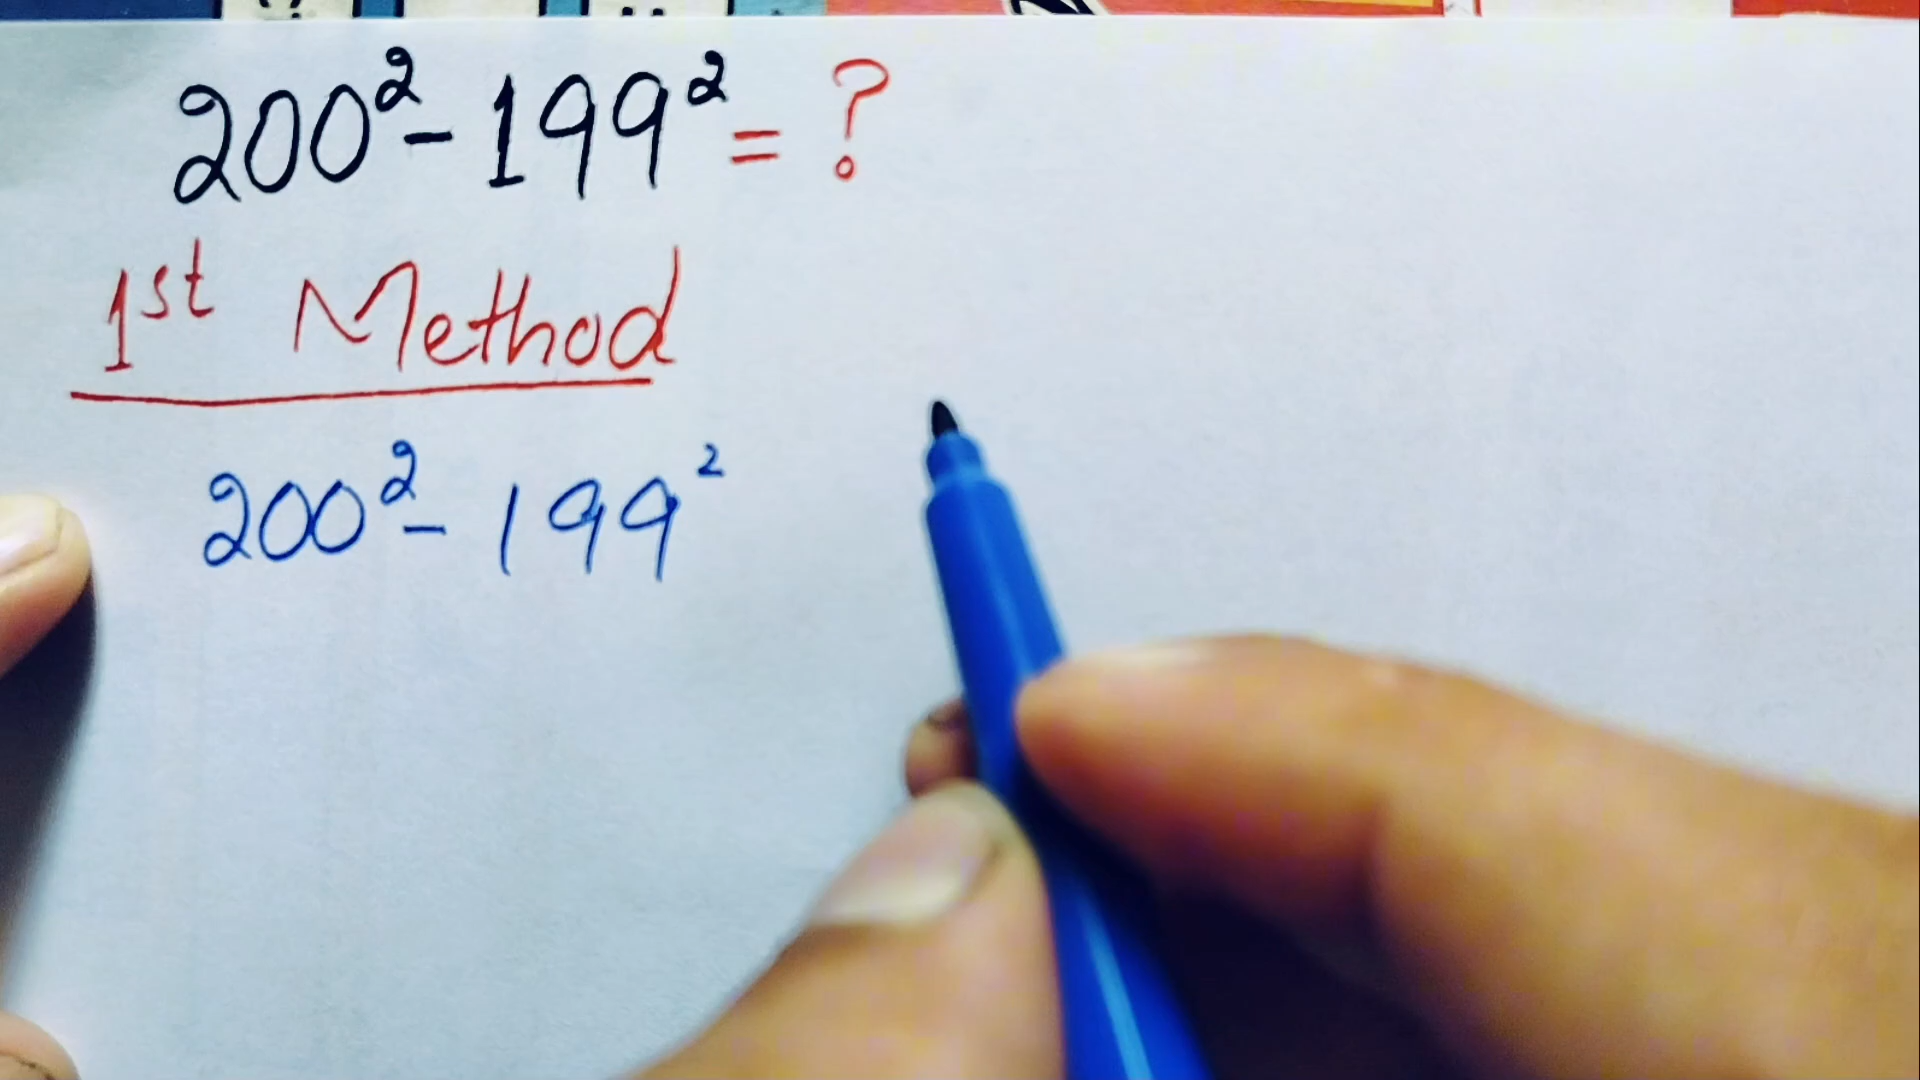 200² - 199² = ?
1st Method
200² - 199²